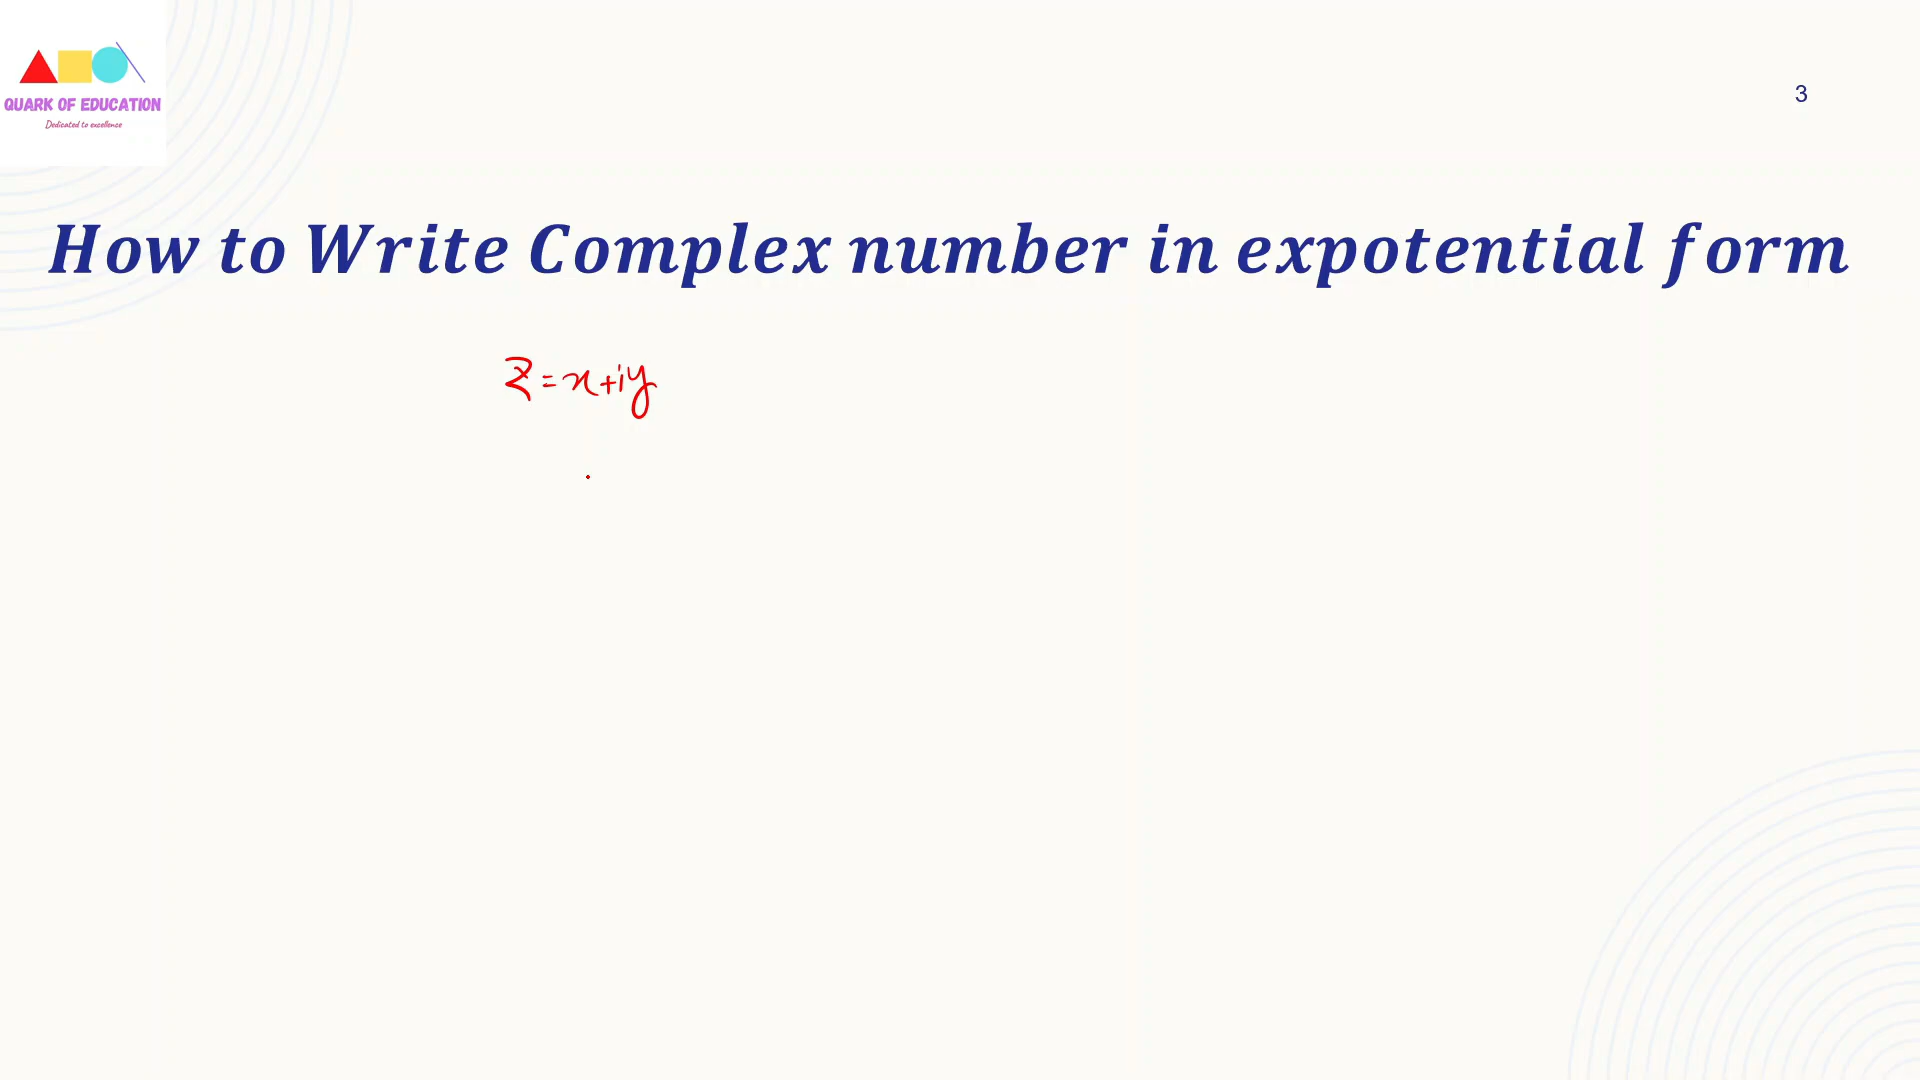 QUARK OF EDUCATION
Dedicated to excellence
3
How to Write Complex number in expotential form
Z = x + iy